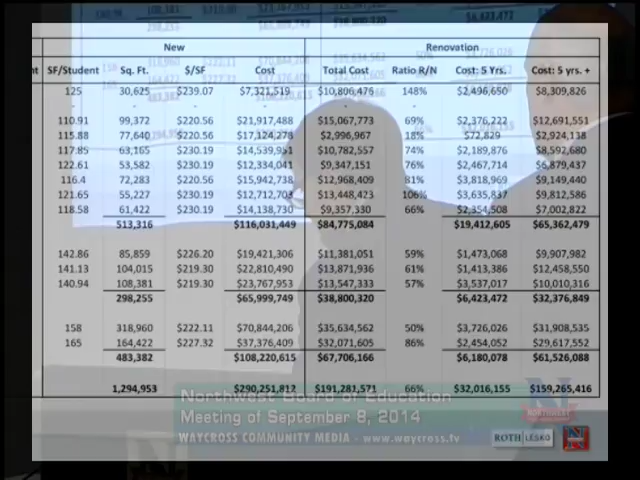 New Renovation
SF/Student Sq. Ft. $/SF Cost Total Cost Ratio R/N Cost: 5 Yrs. Cost: 5 yrs. +
125 30,625 $239.07 $7,321,519 $10,806,476 148% $2,496,650 $8,309,826
- - - -
110.91 99,372 $220.56 $21,917,488 $15,067,773 69% $2,376,222 $12,691,551
115.88 77,640 $220.56 $17,124,278 $2,996,967 18% $72,829 $2,924,138
117.85 63,165 $230.19 $14,539,951 $10,782,557 74% $2,189,876 $8,592,680
122.61 53,582 $230.19 $12,334,041 $9,347,151 76% $2,467,714 $6,879,437
116.4 72,283 $220.56 $15,942,738 $12,968,409 81% $3,818,969 $9,149,440
121.65 55,227 $230.19 $12,712,703 $13,448,423 106% $3,635,837 $9,812,586
118.58 61,422 $230.19 $14,138,730 $9,357,330 66% $2,354,508 $7,002,822
513,316 $116,031,449 $84,775,084 $19,412,605 $65,362,479
142.86 85,859 $226.20 $19,421,306 $11,381,051 59% $1,473,068 $9,907,982
141.13 104,015 $219.30 $22,810,490 $13,871,936 61% $1,413,386 $12,458,550
140.94 108,381 $219.30 $23,767,953 $13,547,333 57% $3,537,017 $10,010,316
298,255 $65,999,749 $38,800,320 $6,423,472 $32,376,849
158 318,960 $222.11 $70,844,206 $35,634,562 50% $3,726,026 $31,908,535
165 164,422 $227.32 $37,376,409 $32,071,605 86% $2,454,052 $29,617,552
483,382 $108,220,615 $67,706,166 $6,180,078 $61,526,088
1,294,953 $290,251,812 $191,281,571 66% $32,016,155 $159,265,416
Northwest Board of Education
Meeting of September 8, 2014
WAYCROSS COMMUNITY MEDIA - www.waycross.tv
NORTHWEST
ROTH LESKO